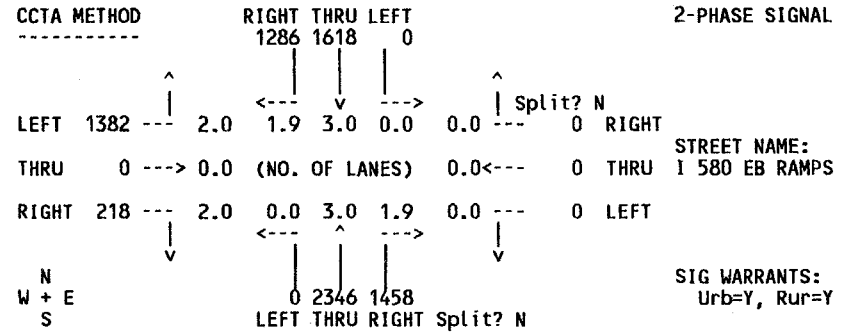 CCTA METHOD RIGHT THRU LEFT 2-PHASE SIGNAL
----------- 1286 1618 0
^ ^
<--- v ---> Split? N
LEFT 1382 --- 2.0 1.9 3.0 0.0 0.0 --- 0 RIGHT
STREET NAME:
THRU 0 ---> 0.0 (NO. OF LANES) 0.0<--- 0 THRU I 580 EB RAMPS
RIGHT 218 --- 2.0 0.0 3.0 1.9 0.0 --- 0 LEFT
<--- ^ --->
v v
N SIG WARRANTS:
W + E 0 2346 1458 Urb=Y, Rur=Y
S LEFT THRU RIGHT Split? N